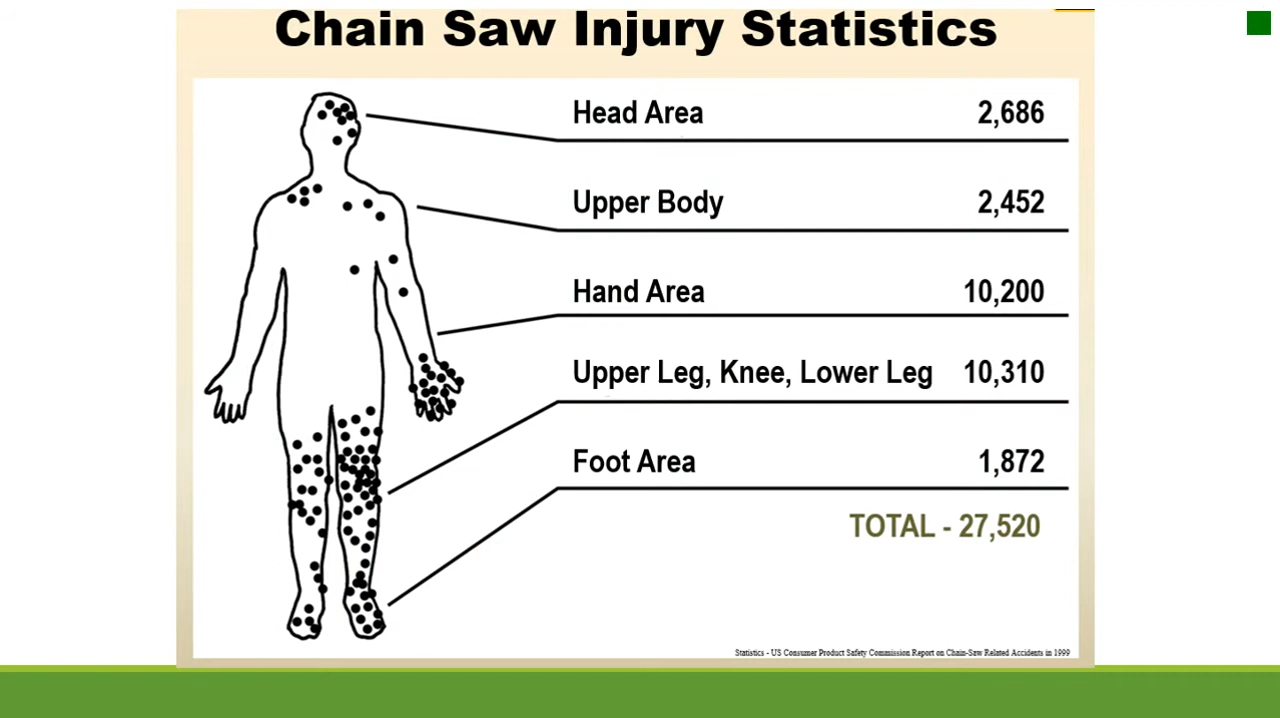 Chain Saw Injury Statistics
Head Area 2,686
Upper Body 2,452
Hand Area 10,200
Upper Leg, Knee, Lower Leg 10,310
Foot Area 1,872
TOTAL - 27,520
Statistics - US Consumer Product Safety Commission Report on Chain-Saw Related Accidents in 1999